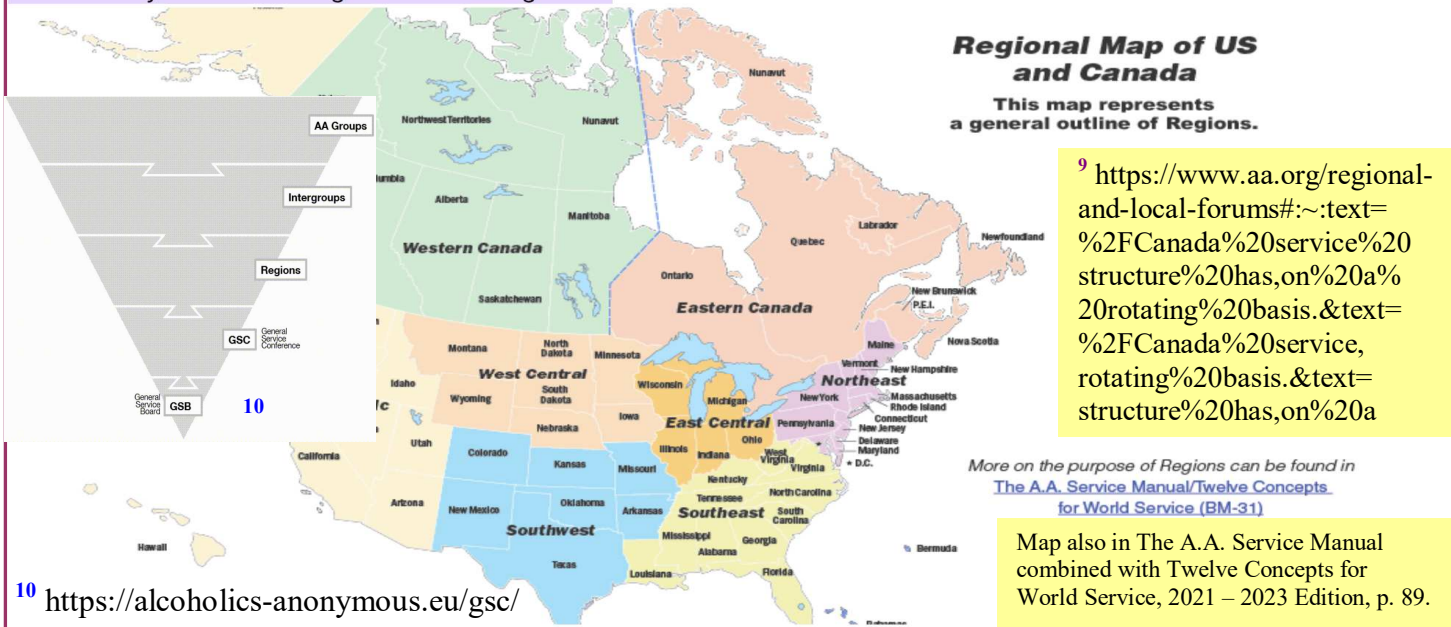 Regional Map of US
and Canada
This map represents
a general outline of Regions.
AA Groups
Intergroups
Regions
GSC
General
Service
Conference
General
Service
Board
GSB
10
Nunavut
Northwest Territories
Nunavut
Alberta
Manitoba
Western Canada
Saskatchewan
Labrador
Quebec
Newfoundland
Ontario
New Brunswick
P.E.I.
Eastern Canada
Nova Scotia
Maine
Vermont
New Hampshire
Northeast
New York
Massachusetts
Rhode Island
Connecticut
Pennsylvania
New Jersey
Delaware
Maryland
* D.C.
Montana
North
Dakota
Minnesota
West Central
Idaho
Wyoming
South
Dakota
Iowa
Nebraska
Wisconsin
Michigan
East Central
Illinois
Indiana
Ohio
West
Virginia
Virginia
Utah
California
Colorado
Kansas
Missouri
Kentucky
Tennessee
North Carolina
Arizona
New Mexico
Oklahoma
Arkansas
Southeast
South
Carolina
Southwest
Mississippi
Georgia
Alabama
Texas
Louisiana
Florida
Hawaii
Bermuda
9 https://www.aa.org/regional-
and-local-forums#:~:text=
%2FCanada%20service%20
structure%20has,on%20a%
20rotating%20basis.&text=
%2FCanada%20service,
rotating%20basis.&text=
structure%20has,on%20a
More on the purpose of Regions can be found in
The A.A. Service Manual/Twelve Concepts
for World Service (BM-31)
Map also in The A.A. Service Manual
combined with Twelve Concepts for
World Service, 2021 – 2023 Edition, p. 89.
10 https://alcoholics-anonymous.eu/gsc/